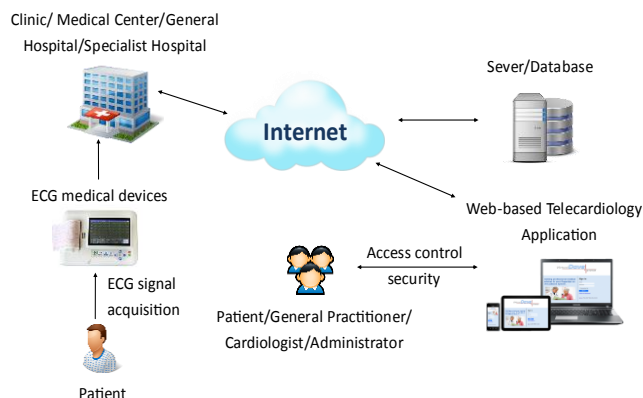 Clinic/ Medical Center/General
Hospital/Specialist Hospital
Sever/Database
Internet
ECG medical devices
Web-based Telecardiology
Application
Access control
security
ECG signal
acquisition
Patient/General Practitioner/
Cardiologist/Administrator
Patient